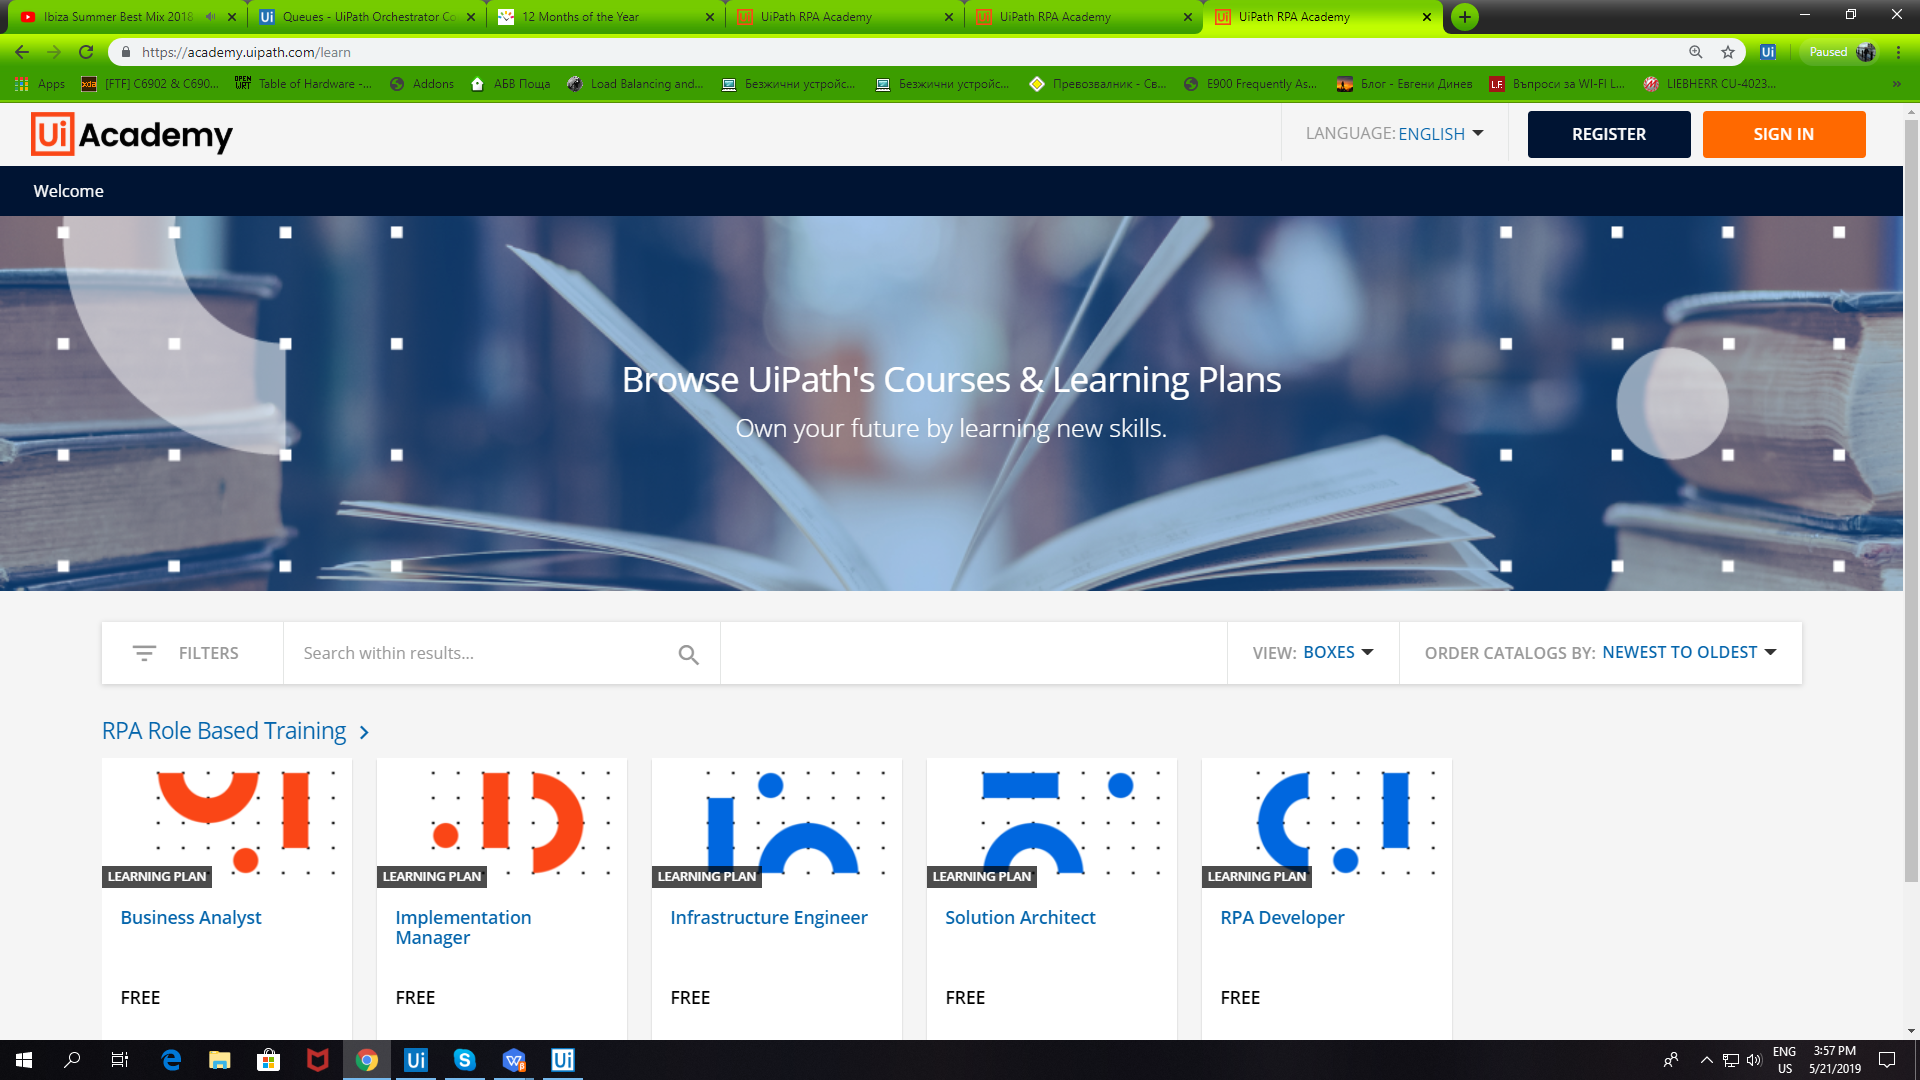 Ibiza Summer Best Mix 2018
Queues - UiPath Orchestrator Co
12 Months of the Year
UiPath RPA Academy
UiPath RPA Academy
UiPath RPA Academy
https://academy.uipath.com/learn
Ui
Paused
Apps
[FTF] C6902 & C690...
Table of Hardware -...
Addons
АБВ Поща
Load Balancing and...
Безжични устройс...
Безжични устройс...
Превозвалник - Св...
E900 Frequently As...
Блог - Евгени Динев
Въпроси за WI-FI L...
LIEBHERR CU-4023...
»
Ui Academy
LANGUAGE: ENGLISH
REGISTER
SIGN IN
Welcome
Browse UiPath's Courses & Learning Plans
Own your future by learning new skills.
FILTERS
Search within results...
VIEW: BOXES
ORDER CATALOGS BY: NEWEST TO OLDEST
RPA Role Based Training
LEARNING PLAN
Business Analyst
FREE
LEARNING PLAN
Implementation
Manager
FREE
LEARNING PLAN
Infrastructure Engineer
FREE
LEARNING PLAN
Solution Architect
FREE
LEARNING PLAN
RPA Developer
FREE
Ui
Ui
ENG
US
3:57 PM
5/21/2019